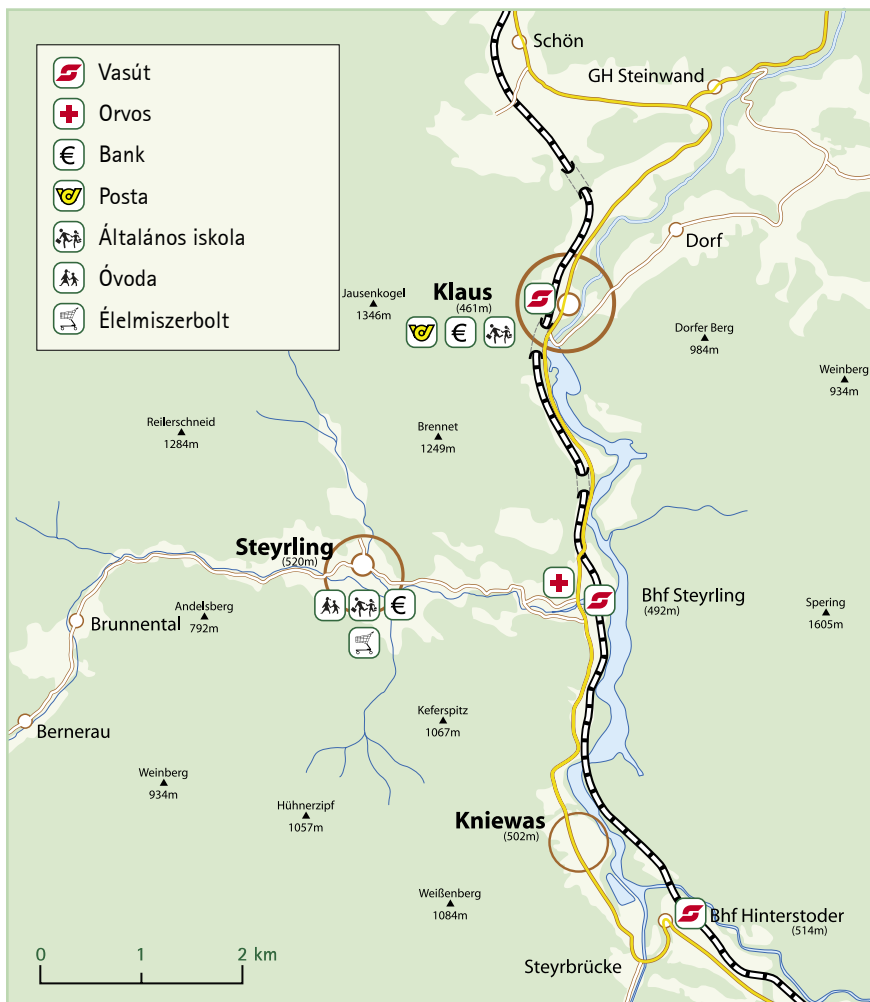 Vasút
Orvos
€ Bank
Posta
Általános iskola
Óvoda
Élelmiszerbolt
Schön
GH Steinwand
Dorf
Jausenkogel
1346m
Klaus
(461m)
€
Dorfer Berg
984m
Weinberg
934m
Reilerschneid
1284m
Brennet
1249m
Steyrling
(520m)
€
Bhf Steyrling
(492m)
Andelsberg
792m
Brunnental
Spering
1605m
Bernerau
Keferspitz
1067m
Weinberg
934m
Hühnerzipf
1057m
Kniewas
(502m)
Weißenberg
1084m
Bhf Hinterstoder
(514m)
Steyrbrücke
0 1 2 km